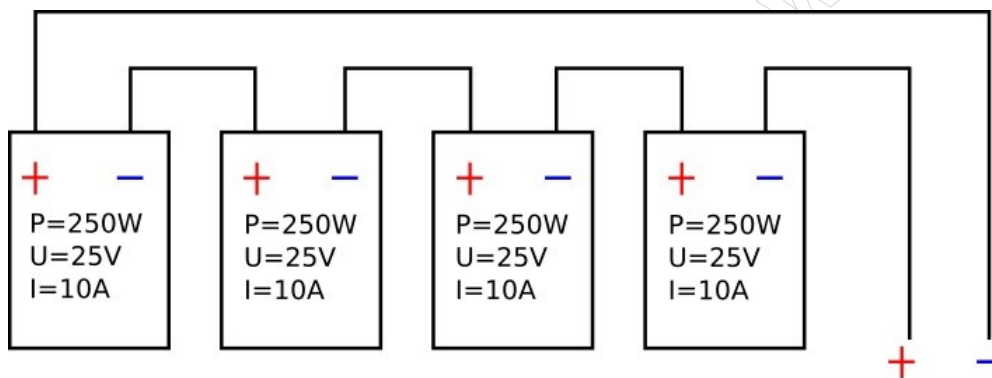 + −
P=250W
U=25V
I=10A
+ −
P=250W
U=25V
I=10A
+ −
P=250W
U=25V
I=10A
+ −
P=250W
U=25V
I=10A
+ −